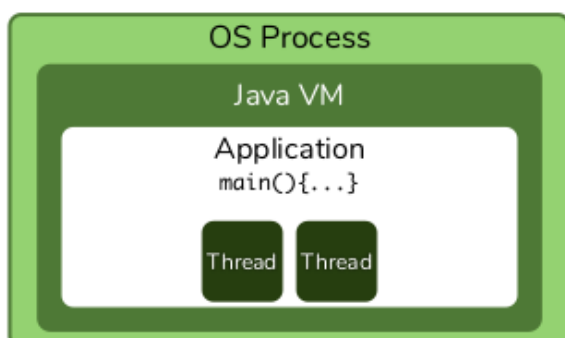 OS Process
Java VM
Application
main(){...}
Thread Thread